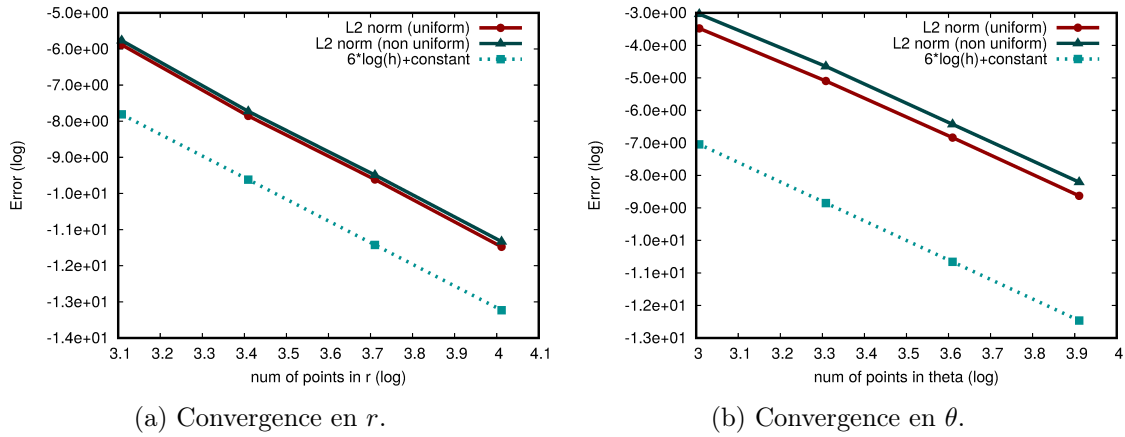 -5.0e+00
-6.0e+00
-7.0e+00
-8.0e+00
-9.0e+00
-1.0e+01
-1.1e+01
-1.2e+01
-1.3e+01
-1.4e+01
Error (log)
L2 norm (uniform)
L2 norm (non uniform)
6*log(h)+constant
3.1 3.2 3.3 3.4 3.5 3.6 3.7 3.8 3.9 4 4.1
num of points in r (log)
(a) Convergence en r.
-3.0e+00
-4.0e+00
-5.0e+00
-6.0e+00
-7.0e+00
-8.0e+00
-9.0e+00
-1.0e+01
-1.1e+01
-1.2e+01
-1.3e+01
Error (log)
L2 norm (uniform)
L2 norm (non uniform)
6*log(h)+constant
3 3.1 3.2 3.3 3.4 3.5 3.6 3.7 3.8 3.9 4
num of points in theta (log)
(b) Convergence en θ.